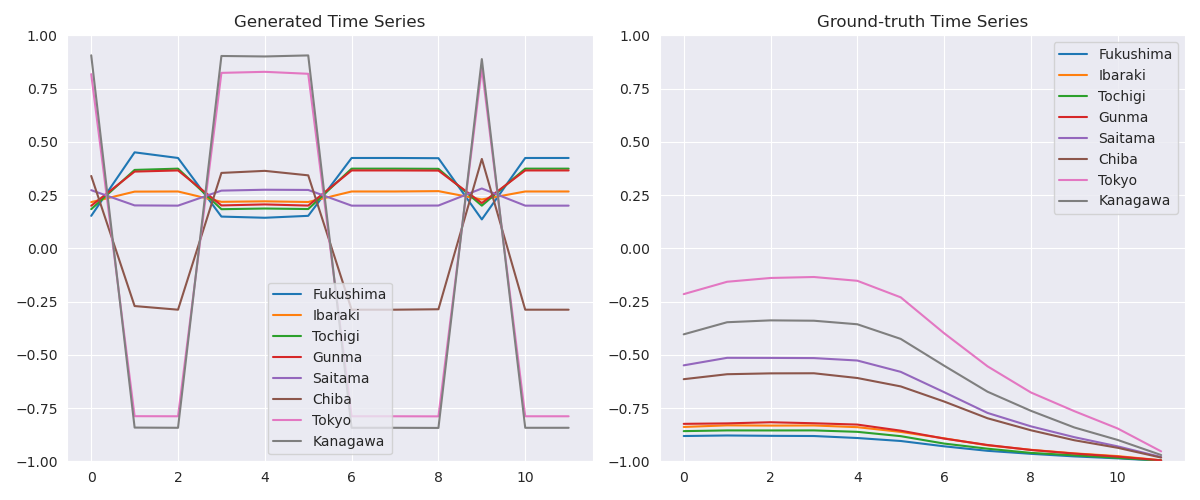 Generated Time Series
1.00
0.75
0.50
0.25
0.00
−0.25
−0.50
−0.75
−1.00
0 2 4 6 8 10
Fukushima
Ibaraki
Tochigi
Gunma
Saitama
Chiba
Tokyo
Kanagawa
Ground-truth Time Series
1.00
0.75
0.50
0.25
0.00
−0.25
−0.50
−0.75
−1.00
0 2 4 6 8 10
Fukushima
Ibaraki
Tochigi
Gunma
Saitama
Chiba
Tokyo
Kanagawa